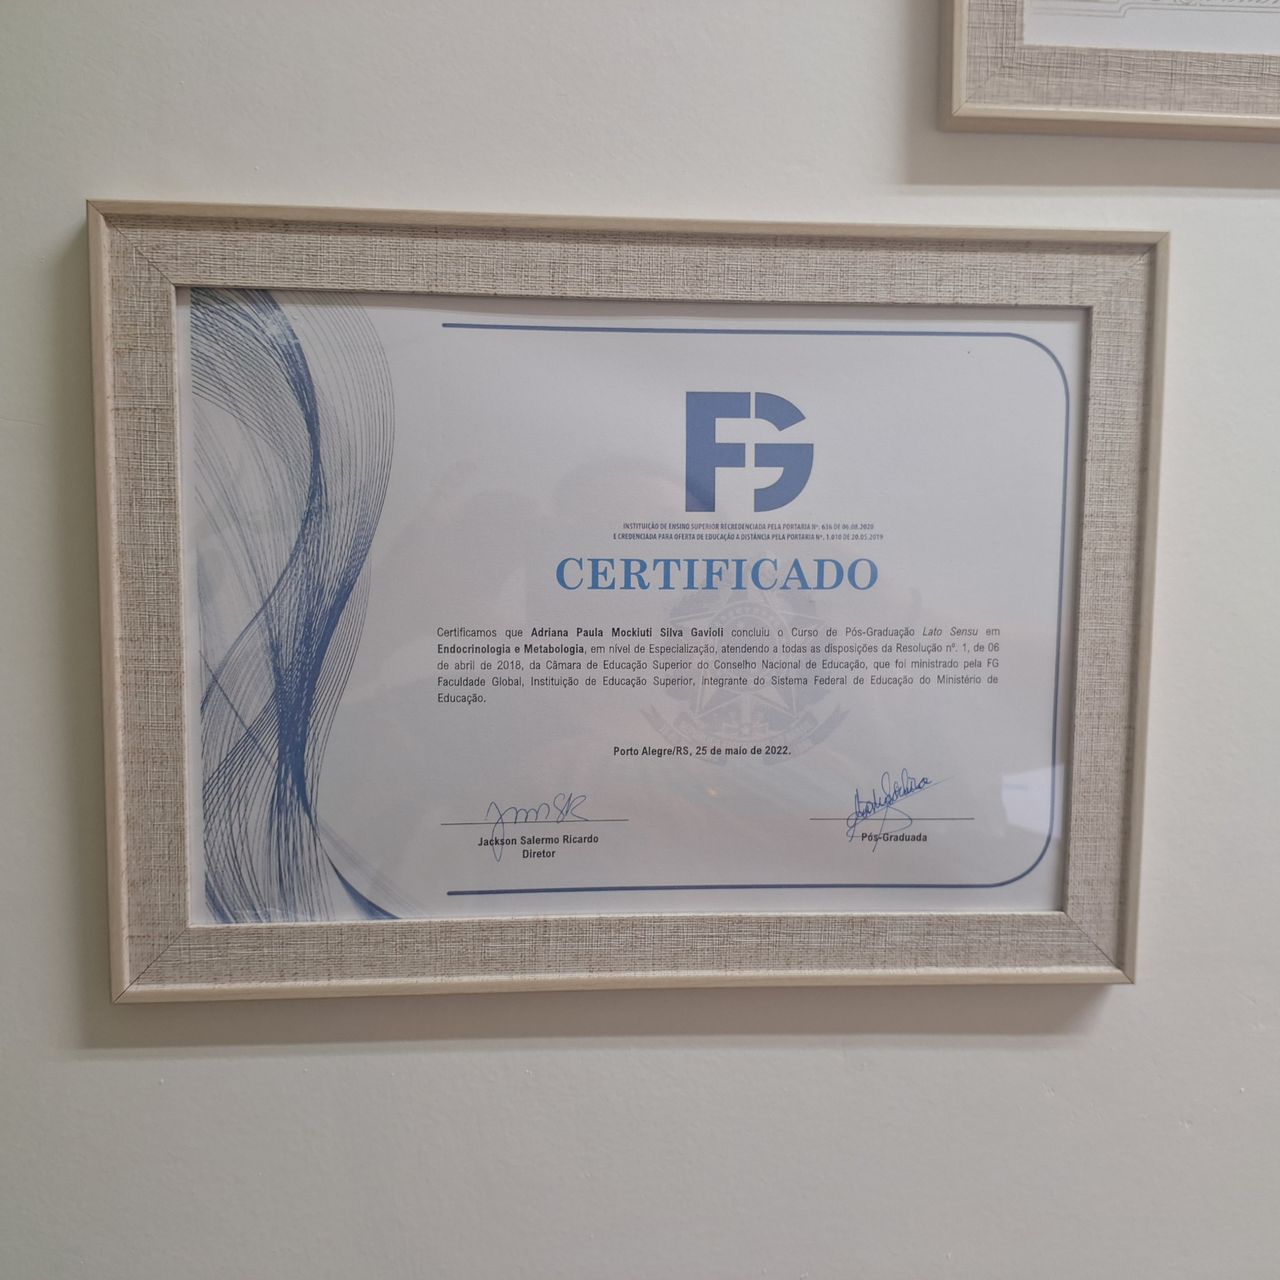 FG
INSTITUIÇÃO DE ENSINO SUPERIOR RECREDENCIADA PELA PORTARIA Nº. 636 DE 06.08.2020
E CREDENCIADA PARA OFERTA DE EDUCAÇÃO A DISTÂNCIA PELA PORTARIA Nº. 1.010 DE 20.05.2019
CERTIFICADO
Certificamos que Adriana Paula Mockiuti Silva Gavioli concluiu o Curso de Pós-Graduação Lato Sensu em
Endocrinologia e Metabologia, em nível de Especialização, atendendo a todas as disposições da Resolução nº. 1, de 06
de abril de 2018, da Câmara de Educação Superior do Conselho Nacional de Educação, que foi ministrado pela FG
Faculdade Global, Instituição de Educação Superior, integrante do Sistema Federal de Educação do Ministério de
Educação.
Porto Alegre/RS, 25 de maio de 2022.
Jackson Salermo Ricardo
Diretor
Pós-Graduada